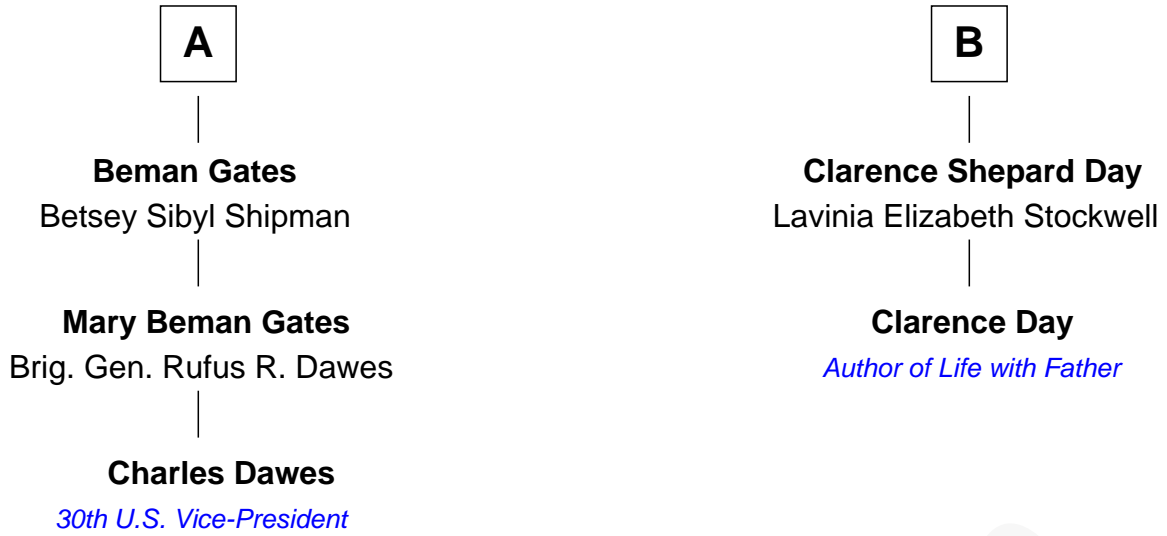 A
Beman Gates
Betsey Sibyl Shipman
Mary Beman Gates
Brig. Gen. Rufus R. Dawes
Charles Dawes
30th U.S. Vice-President
B
Clarence Shepard Day
Lavinia Elizabeth Stockwell
Clarence Day
Author of Life with Father